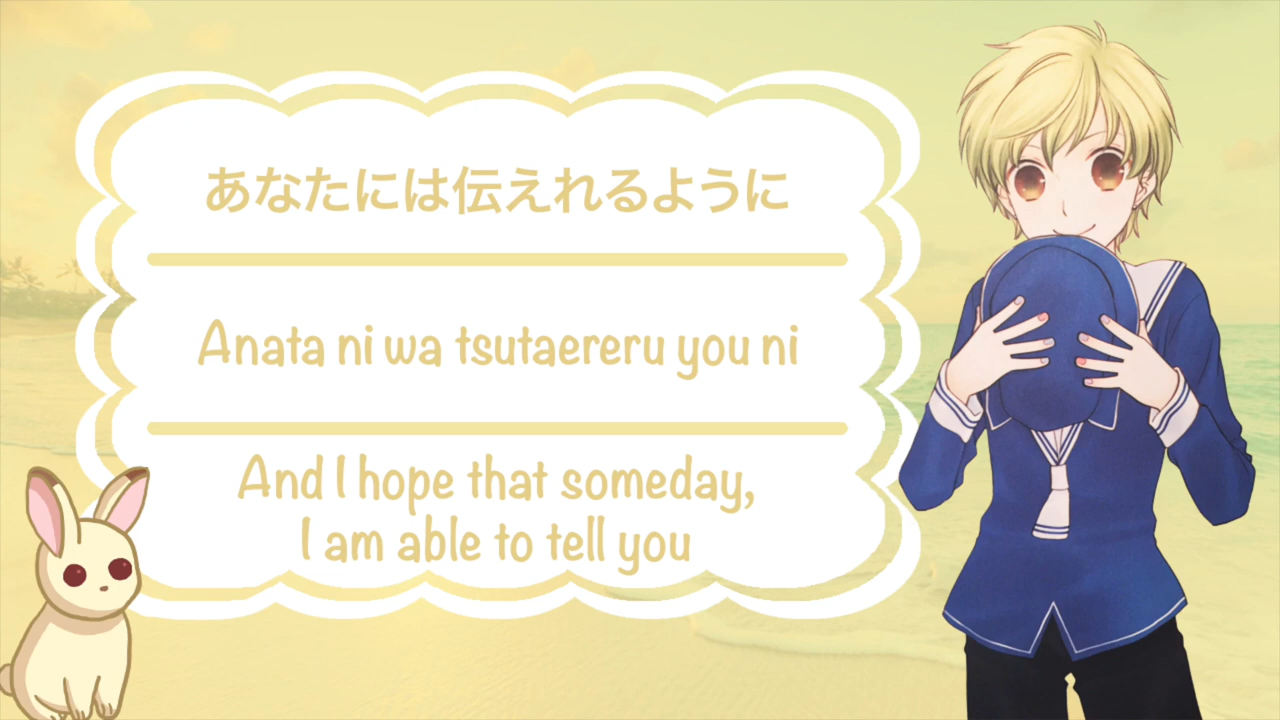 あなたには伝えれるように
Anata ni wa tsutaereru you ni
And I hope that someday,
I am able to tell you